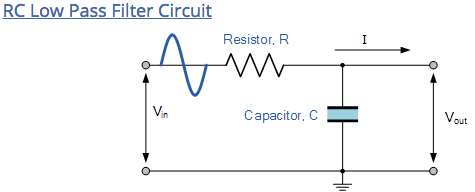 RC Low Pass Filter Circuit
Resistor, R
I
Vin
Capacitor, C
Vout